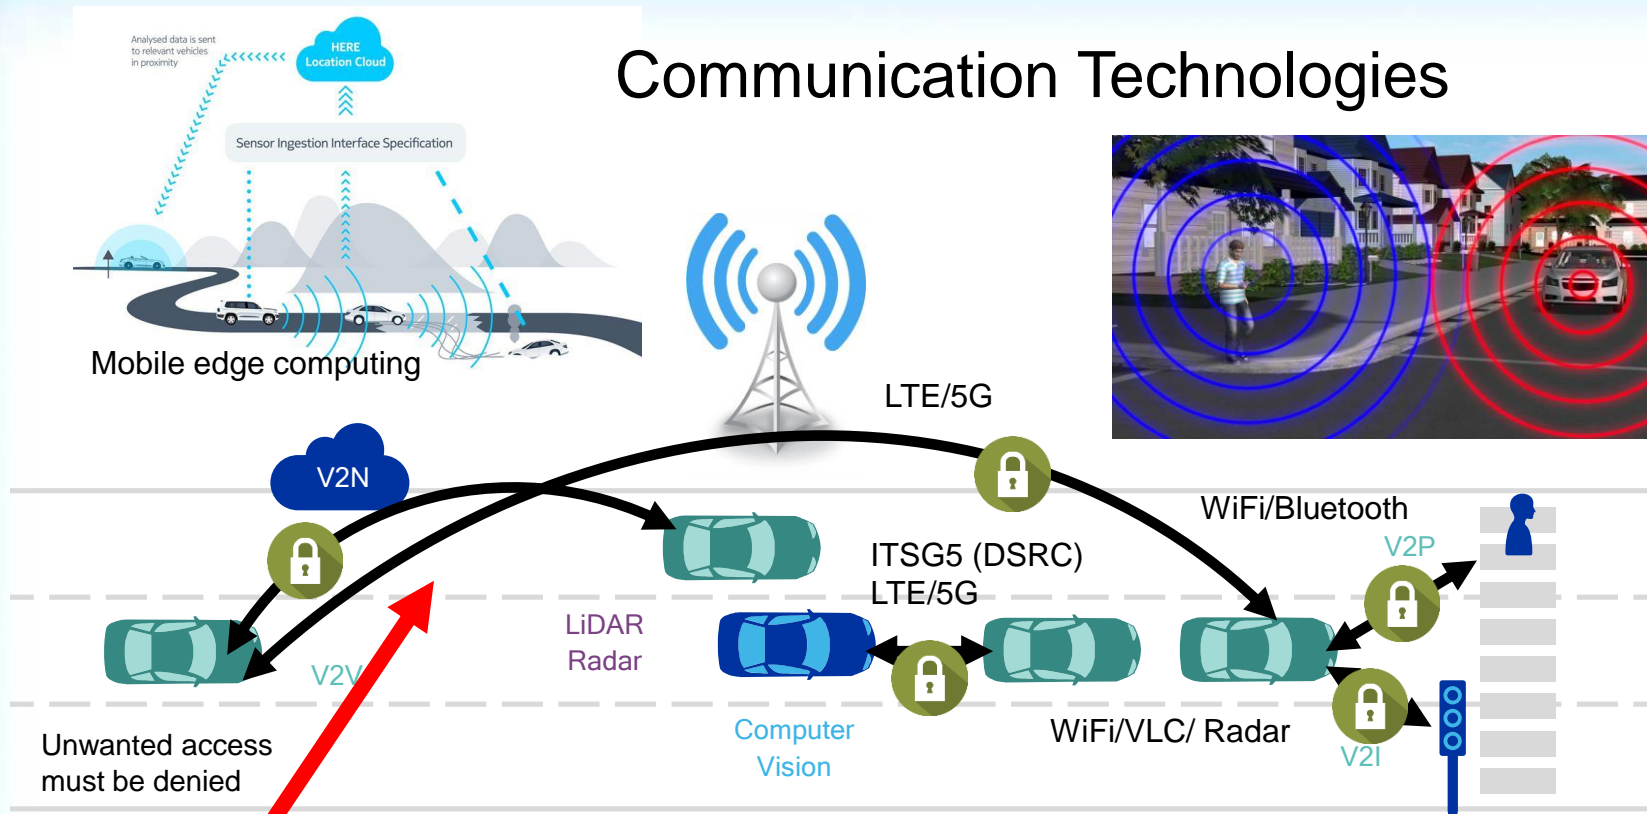 Communication Technologies
Analysed data is sent
to relevant vehicles
in proximity
HERE
Location Cloud
Sensor Ingestion Interface Specification
Mobile edge computing
LTE/5G
V2N
WiFi/Bluetooth
V2P
ITSG5 (DSRC)
LTE/5G
LiDAR
Radar
V2V
Computer
Vision
WiFi/VLC/ Radar
V2I
Unwanted access
must be denied